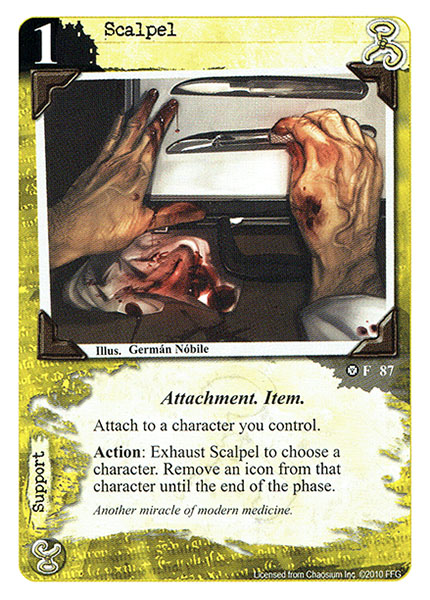 1
Scalpel
Illus. Germán Nóbile
F 87
Attachment. Item.
Attach to a character you control.
Action: Exhaust Scalpel to choose a
character. Remove an icon from that
character until the end of the phase.
Another miracle of modern medicine.
Support
Licensed from Chaosium Inc. ©2010 FFG